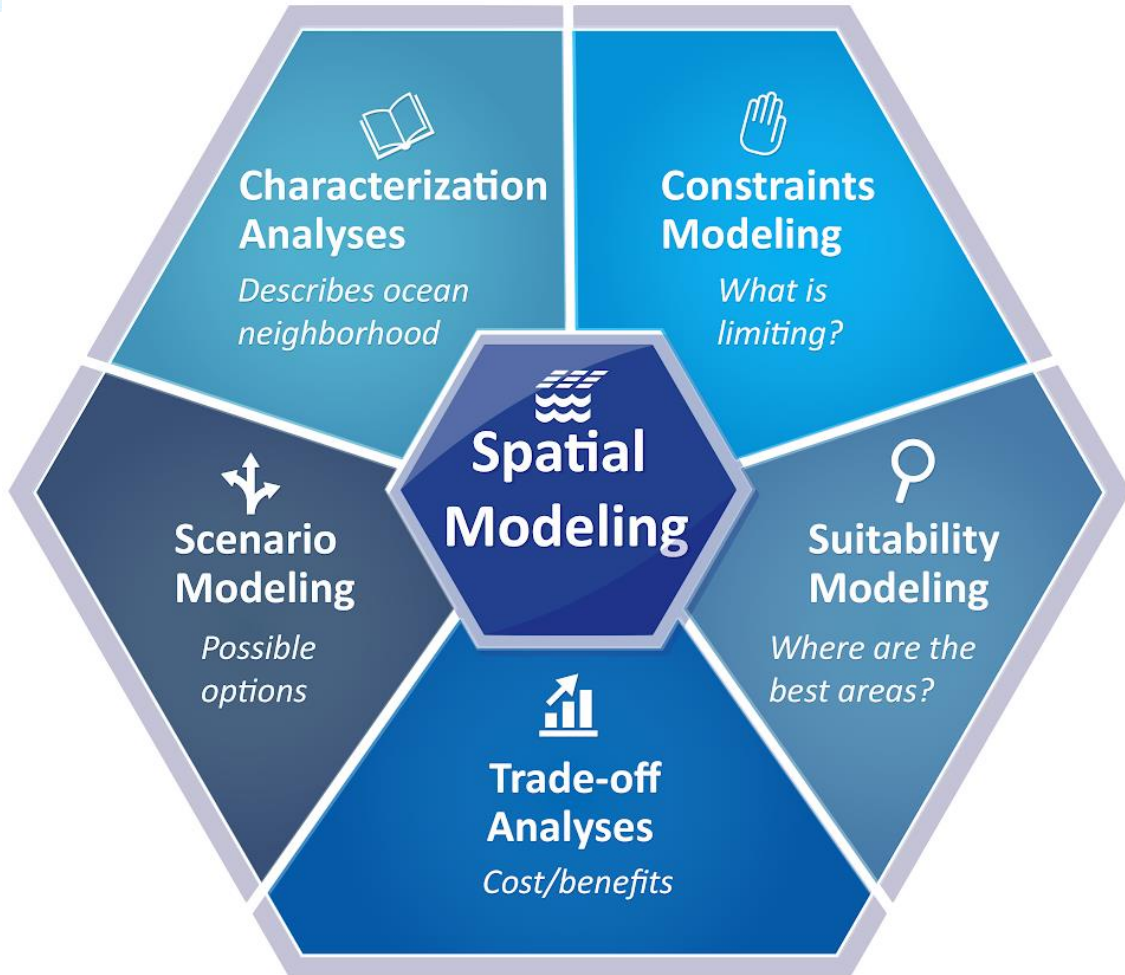 Characterization
Analyses
Describes ocean
neighborhood
Constraints
Modeling
What is
limiting?
Spatial
Modeling
Scenario
Modeling
Possible
options
Suitability
Modeling
Where are the
best areas?
Trade-off
Analyses
Cost/benefits